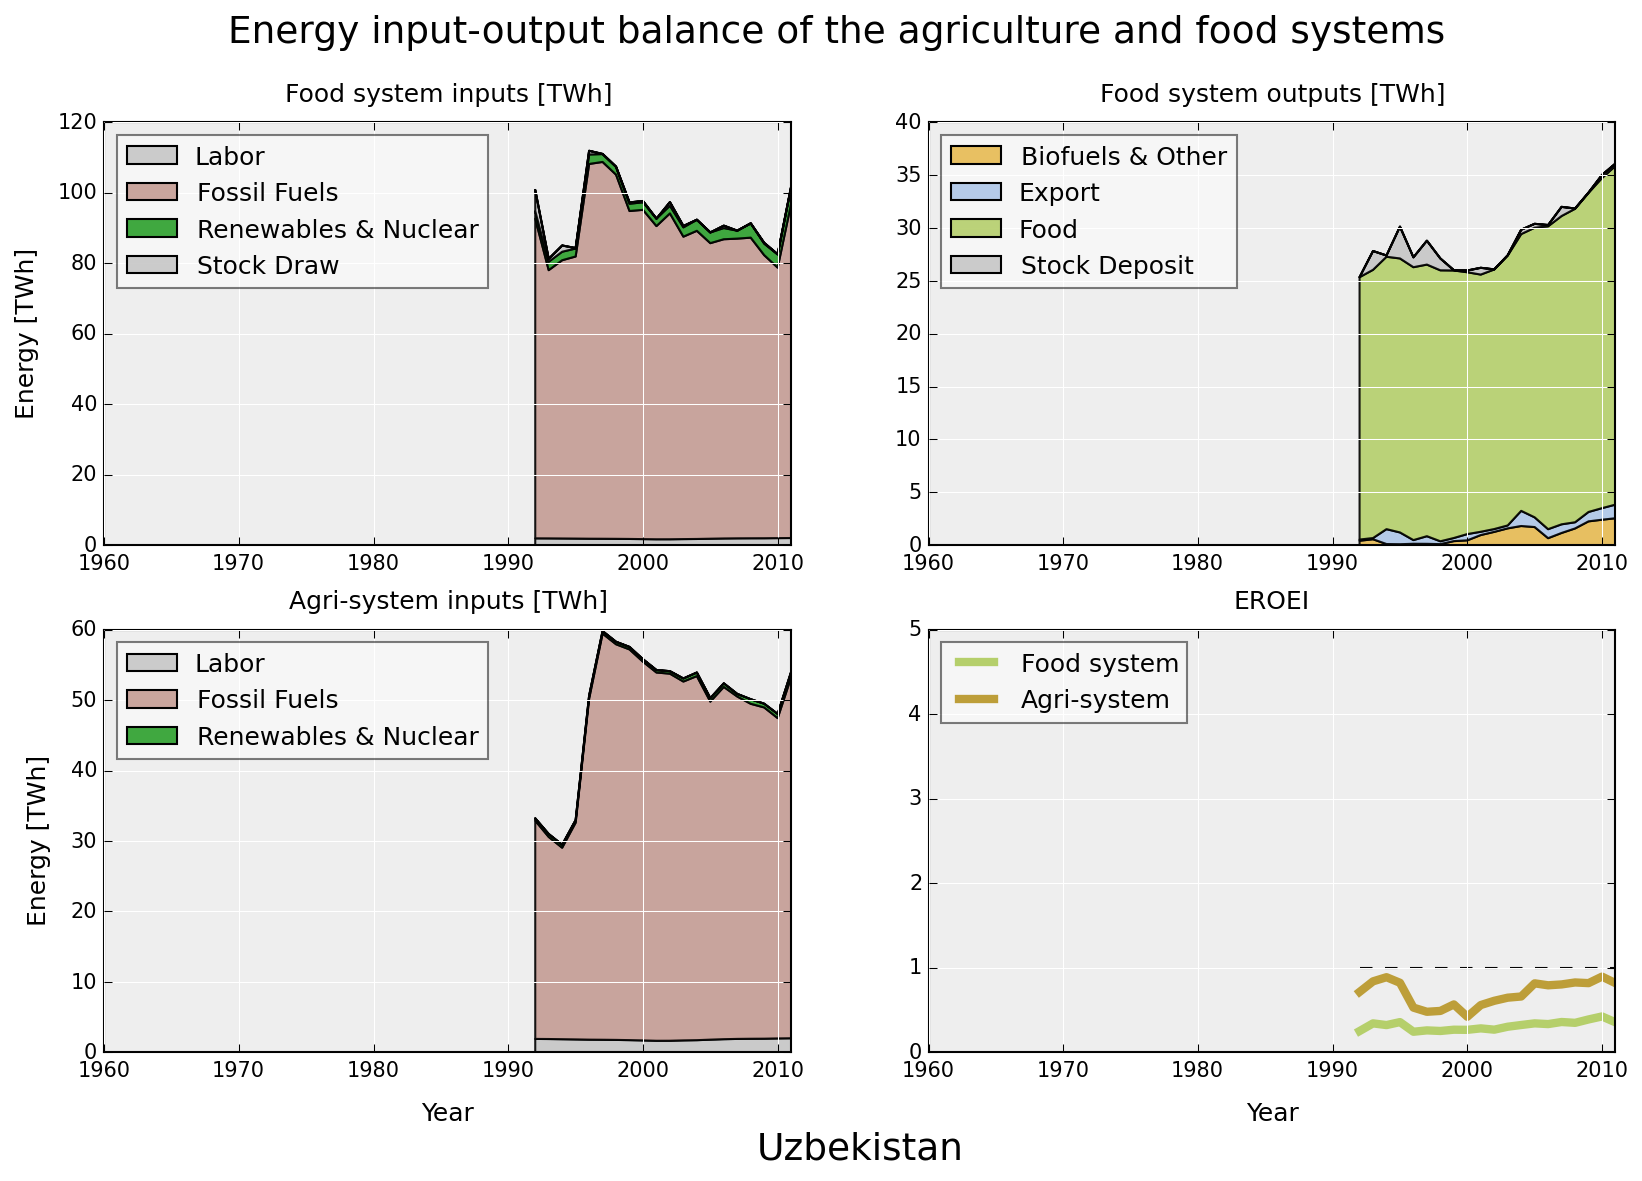 Energy input-output balance of the agriculture and food systems
Food system inputs [TWh]
Energy [TWh]
120
100
80
60
40
20
0
Labor
Fossil Fuels
Renewables & Nuclear
Stock Draw
1960 1970 1980 1990 2000 2010
Food system outputs [TWh]
40
35
30
25
20
15
10
5
0
Biofuels & Other
Export
Food
Stock Deposit
1960 1970 1980 1990 2000 2010
Agri-system inputs [TWh]
Energy [TWh]
60
50
40
30
20
10
0
Labor
Fossil Fuels
Renewables & Nuclear
1960 1970 1980 1990 2000 2010
Year
EROEI
5
4
3
2
1
0
Food system
Agri-system
1960 1970 1980 1990 2000 2010
Year
Uzbekistan